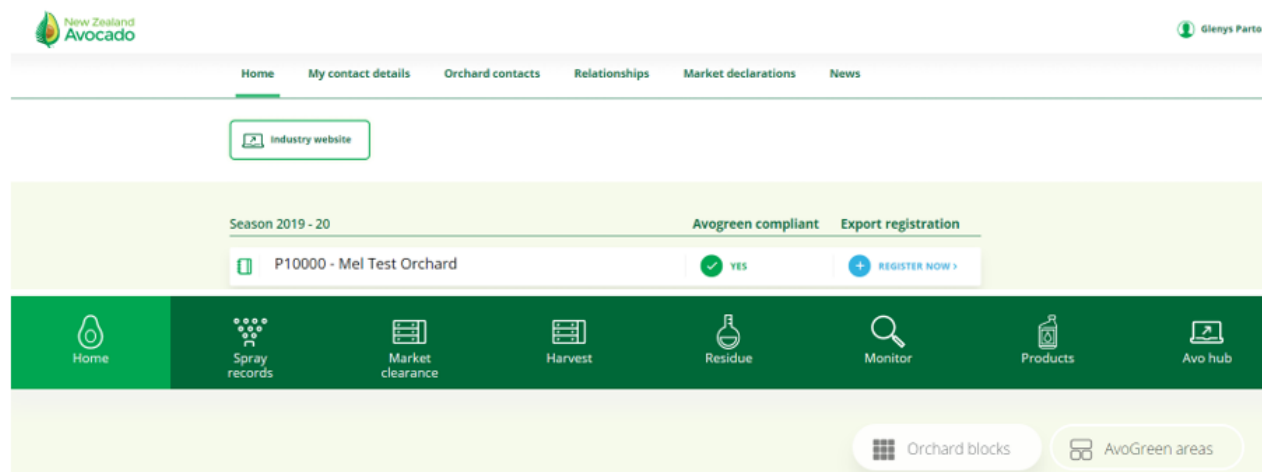 New Zealand
Avocado
Glenys Parto
Home My contact details Orchard contacts Relationships Market declarations News
Industry website
Season 2019 - 20 Avogreen compliant Export registration
P10000 - Mel Test Orchard YES REGISTER NOW >
Home Spray records Market clearance Harvest Residue Monitor Products Avo hub
Orchard blocks AvoGreen areas